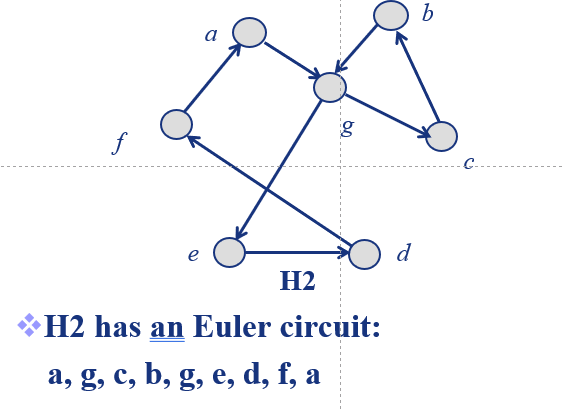 a
b
g
f
c
e
d
H2
H2 has an Euler circuit:
a, g, c, b, g, e, d, f, a